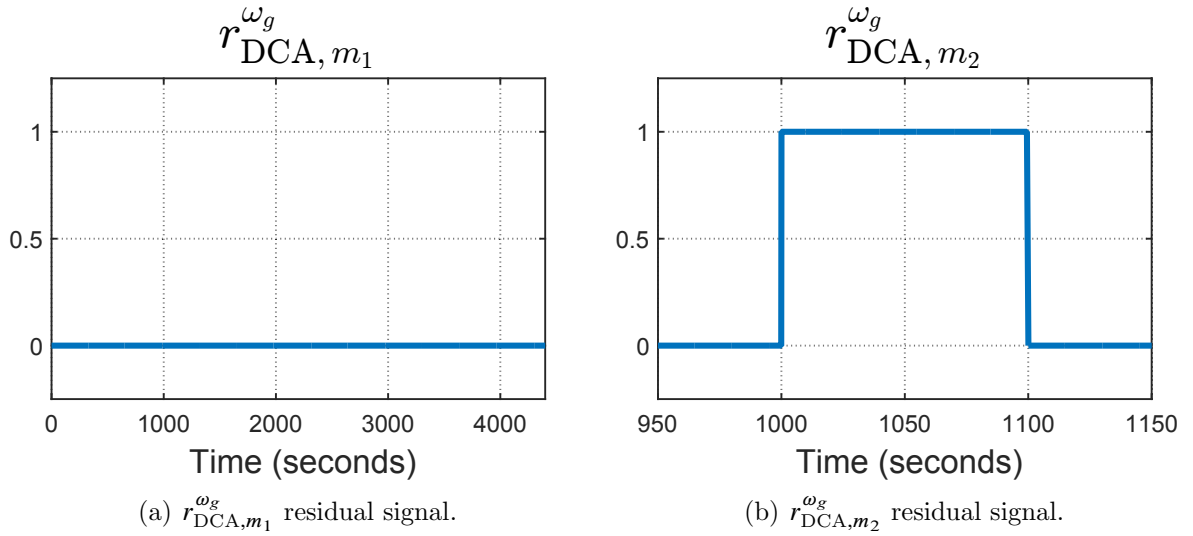 r^{ω_g}_{DCA, m_1}
1
0.5
0
0 1000 2000 3000 4000
Time (seconds)
(a) r^{ω_g}_{DCA,m_1} residual signal.
r^{ω_g}_{DCA, m_2}
1
0.5
0
950 1000 1050 1100 1150
Time (seconds)
(b) r^{ω_g}_{DCA,m_2} residual signal.